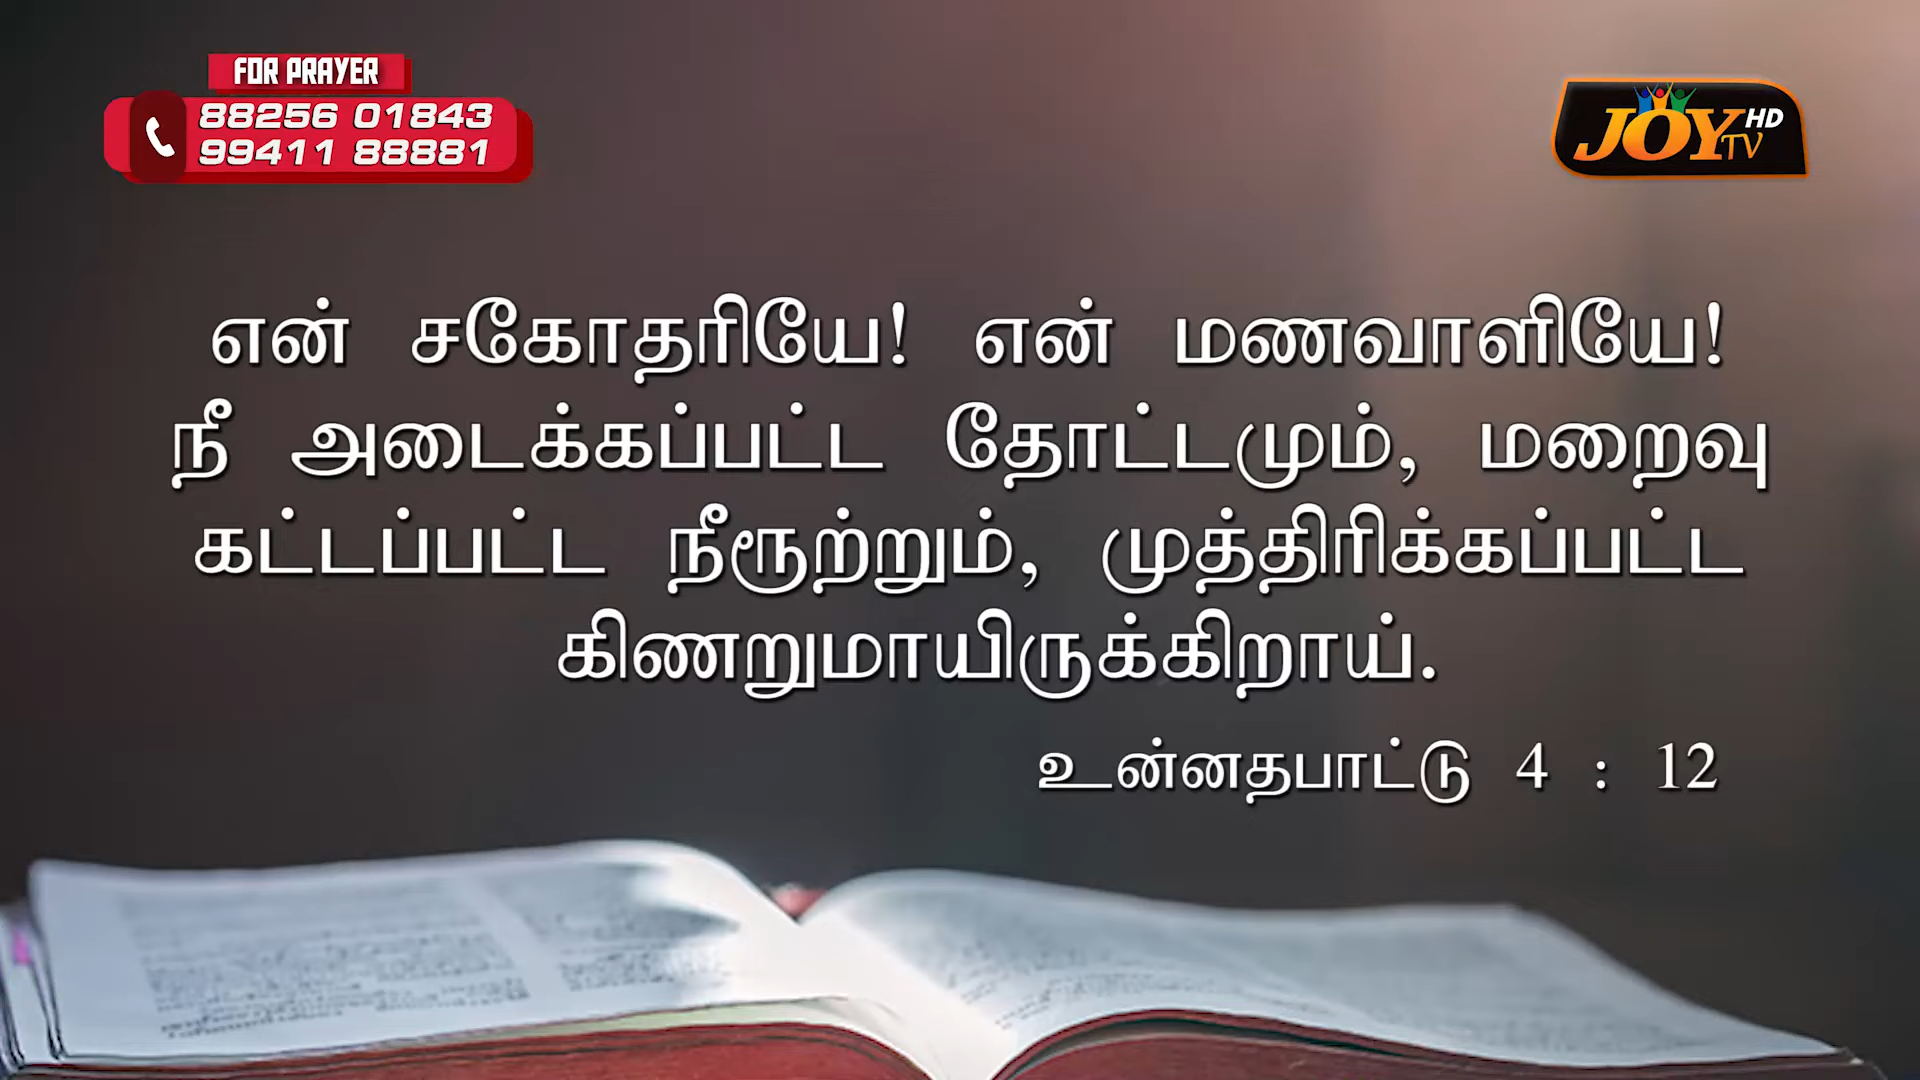 FOR PRAYER
88256 01843
99411 88881
JOY TV HD
என் சகோதரியே! என் மணவாளியே!
நீ அடைக்கப்பட்ட தோட்டமும், மறைவு
கட்டப்பட்ட நீரூற்றும், முத்திரிக்கப்பட்ட
கிணறுமாயிருக்கிறாய்.
உன்னதபாட்டு 4 : 12